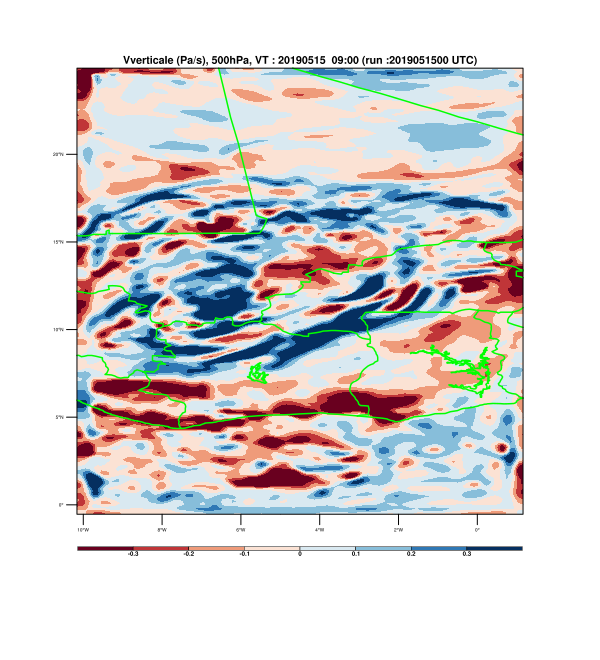 Vverticale (Pa/s), 500hPa, VT : 20190515 09:00 (run :2019051500 UTC)
20°N
15°N
10°N
5°N
0°
10°W 8°W 6°W 4°W 2°W 0°
-0.3 -0.2 -0.1 0 0.1 0.2 0.3